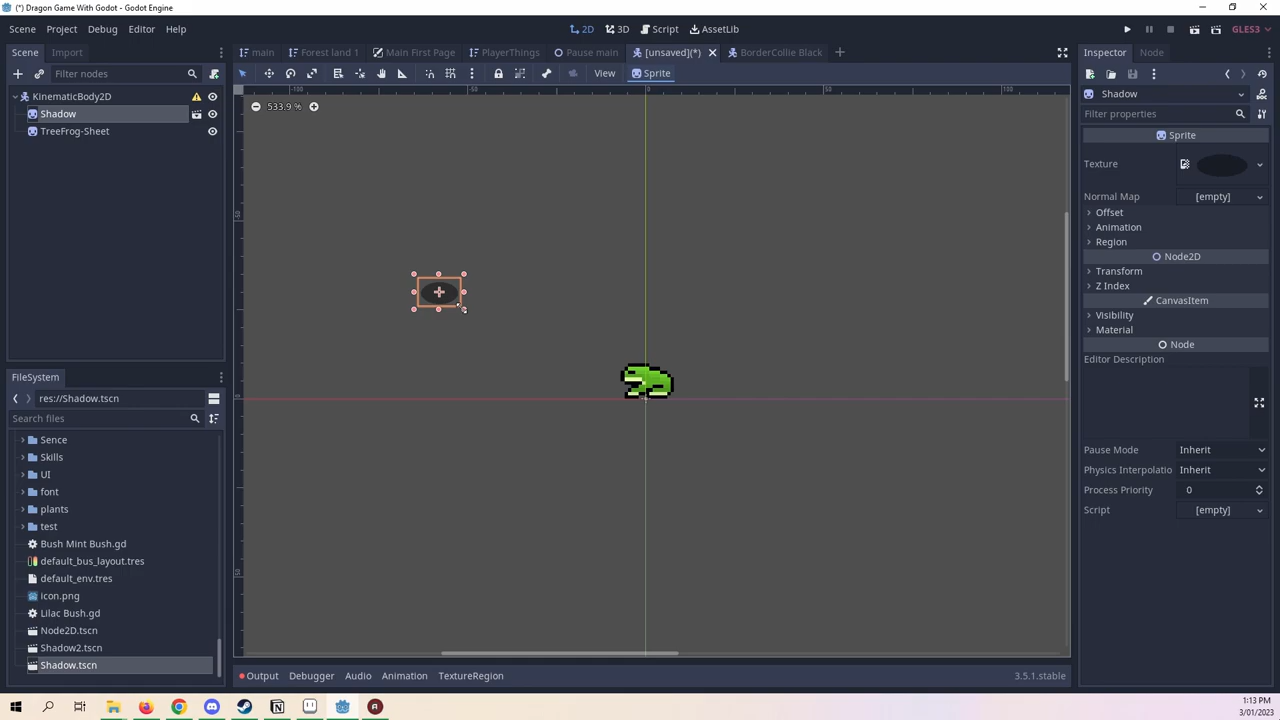 (*) Dragon Game With Godot - Godot Engine
Scene Project Debug Editor Help
2D 3D Script AssetLib
GLES3
Scene Import
main Forest land 1 Main First Page PlayerThings Pause main [unsaved](*) BorderCollie Black
Inspector Node
Filter nodes
View Sprite
KinematicBody2D
Shadow
TreeFrog-Sheet
-100 -50 0 50 100
533.9 %
Shadow
Filter properties
Sprite
Texture
Normal Map [empty]
Offset
Animation
Region
Node2D
Transform
Z Index
CanvasItem
Visibility
Material
Node
Editor Description
Pause Mode Inherit
Physics Interpolatio Inherit
Process Priority 0
Script [empty]
FileSystem
res://Shadow.tscn
Search files
Sence
Skills
UI
font
plants
test
Bush Mint Bush.gd
default_bus_layout.tres
default_env.tres
icon.png
Lilac Bush.gd
Node2D.tscn
Shadow2.tscn
Shadow.tscn
Output Debugger Audio Animation TextureRegion
3.5.1.stable
1:13 PM
3/01/2023